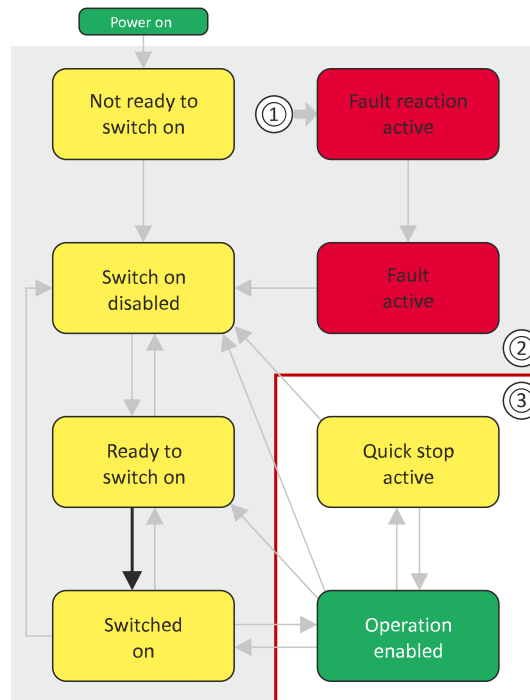 Power on
Not ready to
switch on
①
Fault reaction
active
Switch on
disabled
Fault
active
②
③
Ready to
switch on
Quick stop
active
Switched
on
Operation
enabled